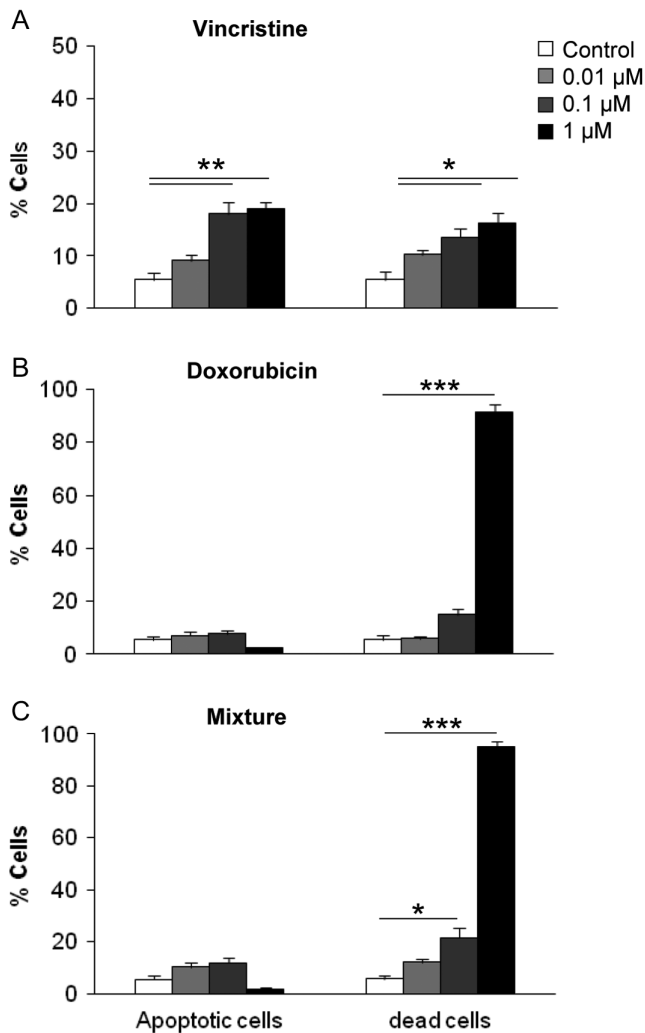 A
Vincristine
50
40
30
20
10
0
% Cells
** *
Control
0.01 µM
0.1 µM
1 µM
B
Doxorubicin
100
80
60
40
20
0
% Cells
***
C
Mixture
100
80
60
40
20
0
% Cells
***
*
Apoptotic cells dead cells